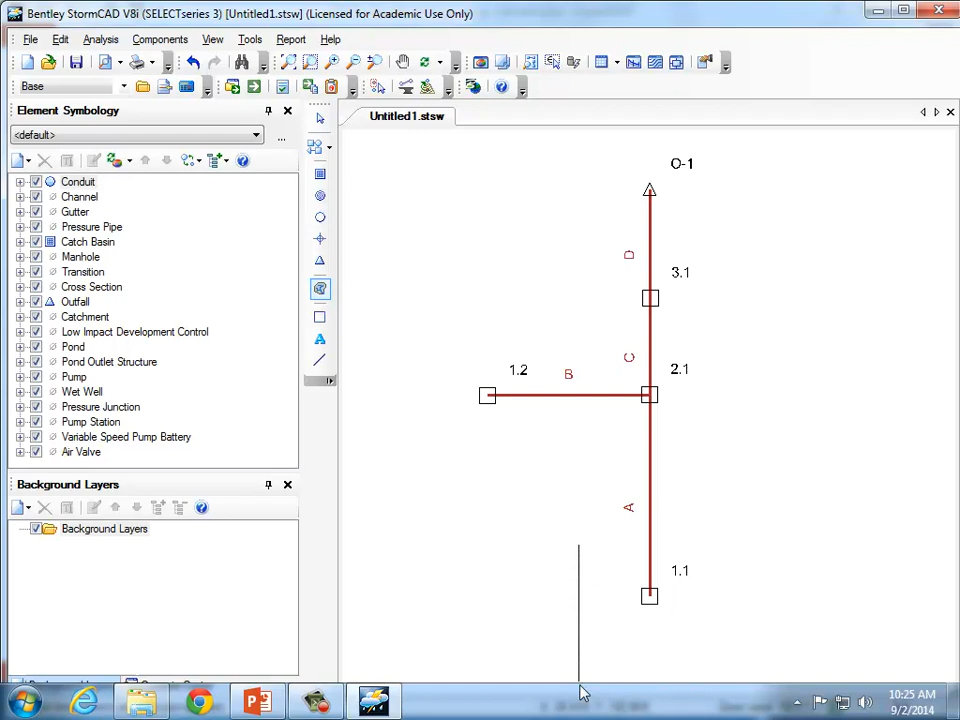 Bentley StormCAD V8i (SELECTseries 3) [Untitled1.stsw] (Licensed for Academic Use Only)
File Edit Analysis Components View Tools Report Help
Base
Element Symbology
<default>
...
Conduit
Channel
Gutter
Pressure Pipe
Catch Basin
Manhole
Transition
Cross Section
Outfall
Catchment
Low Impact Development Control
Pond
Pond Outlet Structure
Pump
Wet Well
Pressure Junction
Pump Station
Variable Speed Pump Battery
Air Valve
Background Layers
Background Layers
Untitled1.stsw
O-1
D
3.1
C
2.1
1.2
B
A
1.1
10:25 AM
9/2/2014